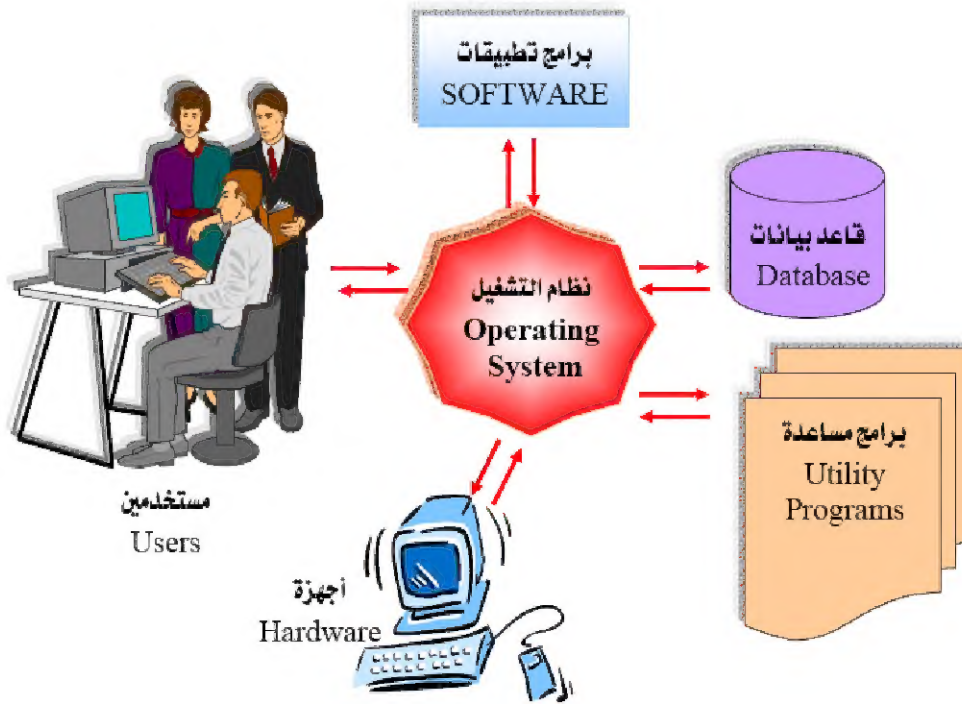 برامج تطبيقات
SOFTWARE
قاعد بيانات
Database
نظام التشغيل
Operating
System
برامج مساعدة
Utility
Programs
مستخدمين
Users
أجهزة
Hardware